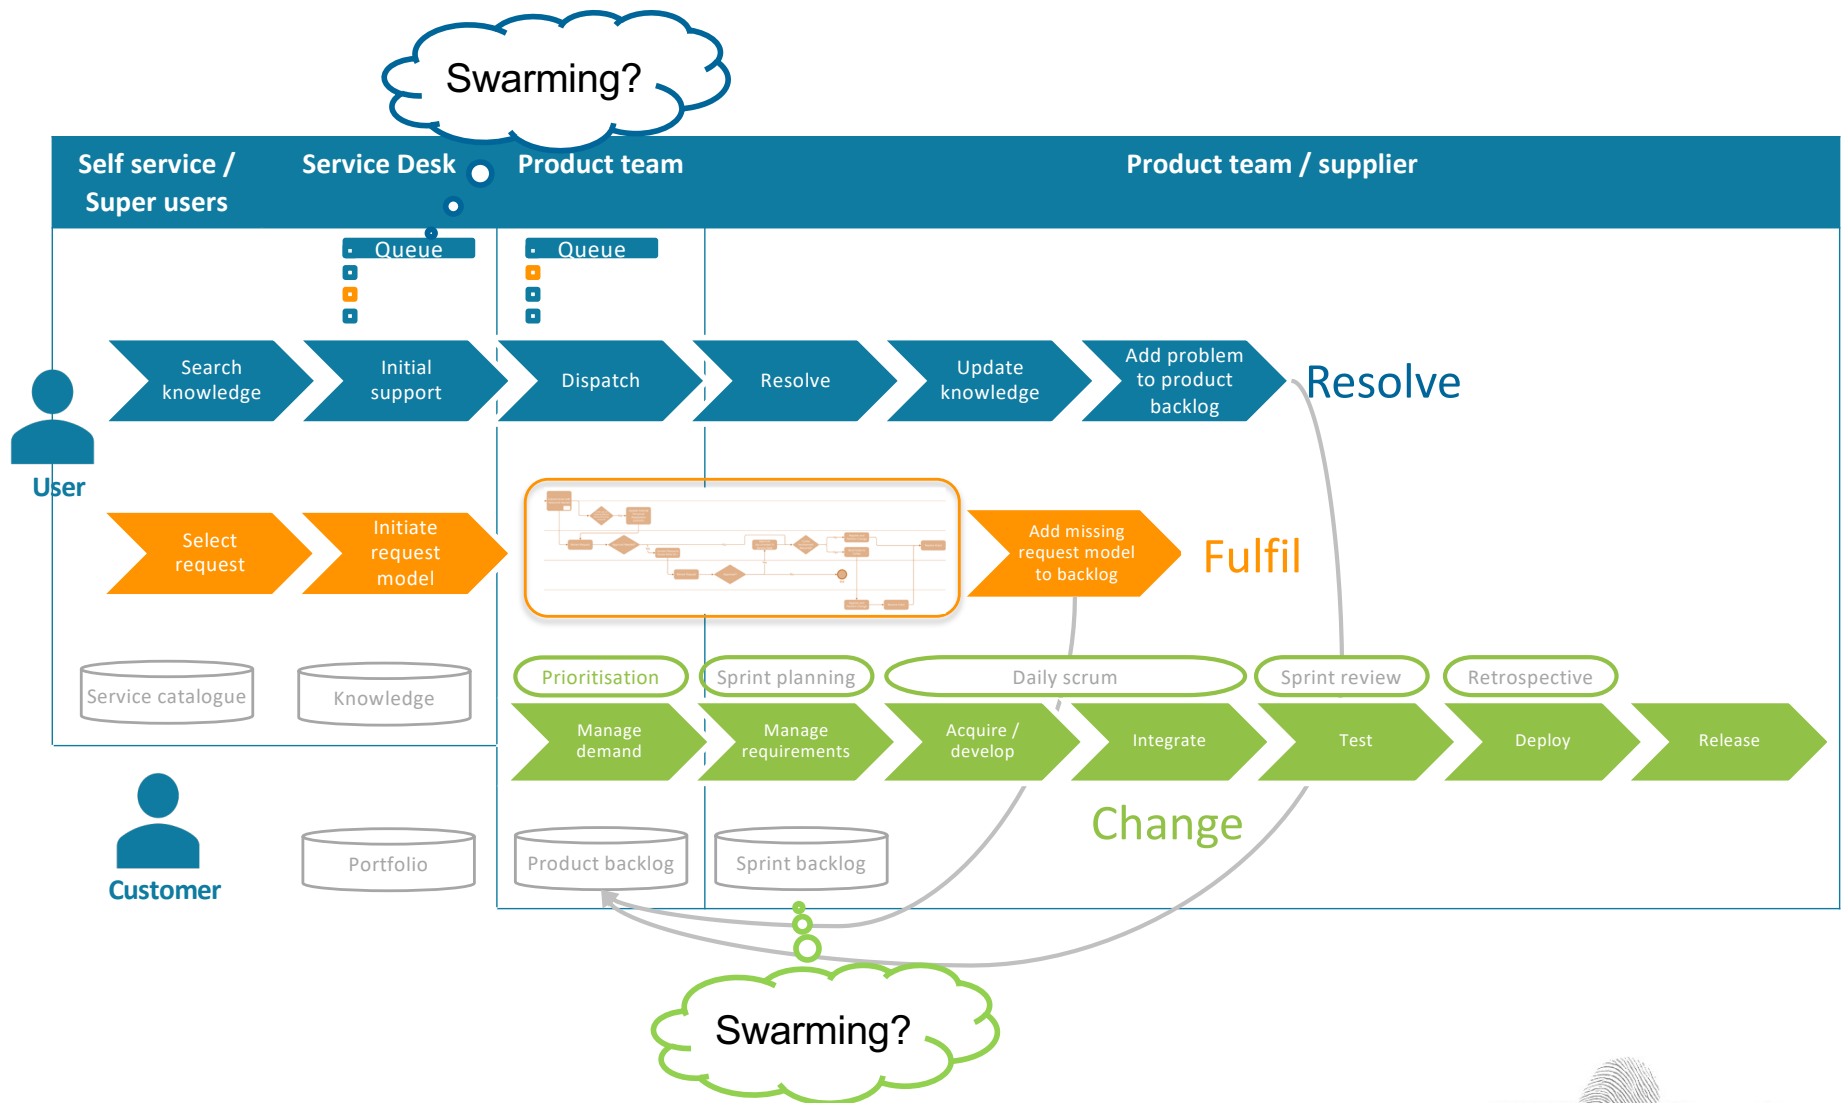 Swarming?
Self service /
Super users
Service Desk
Product team
Product team / supplier
Queue
Queue
Search
knowledge
Initial
support
Dispatch
Resolve
Update
knowledge
Add problem
to product
backlog
Resolve
User
Select
request
Initiate
request
model
Add missing
request model
to backlog
Fulfil
Service catalogue
Knowledge
Prioritisation
Sprint planning
Daily scrum
Sprint review
Retrospective
Manage
demand
Manage
requirements
Acquire /
develop
Integrate
Test
Deploy
Release
Change
Customer
Portfolio
Product backlog
Sprint backlog
Swarming?